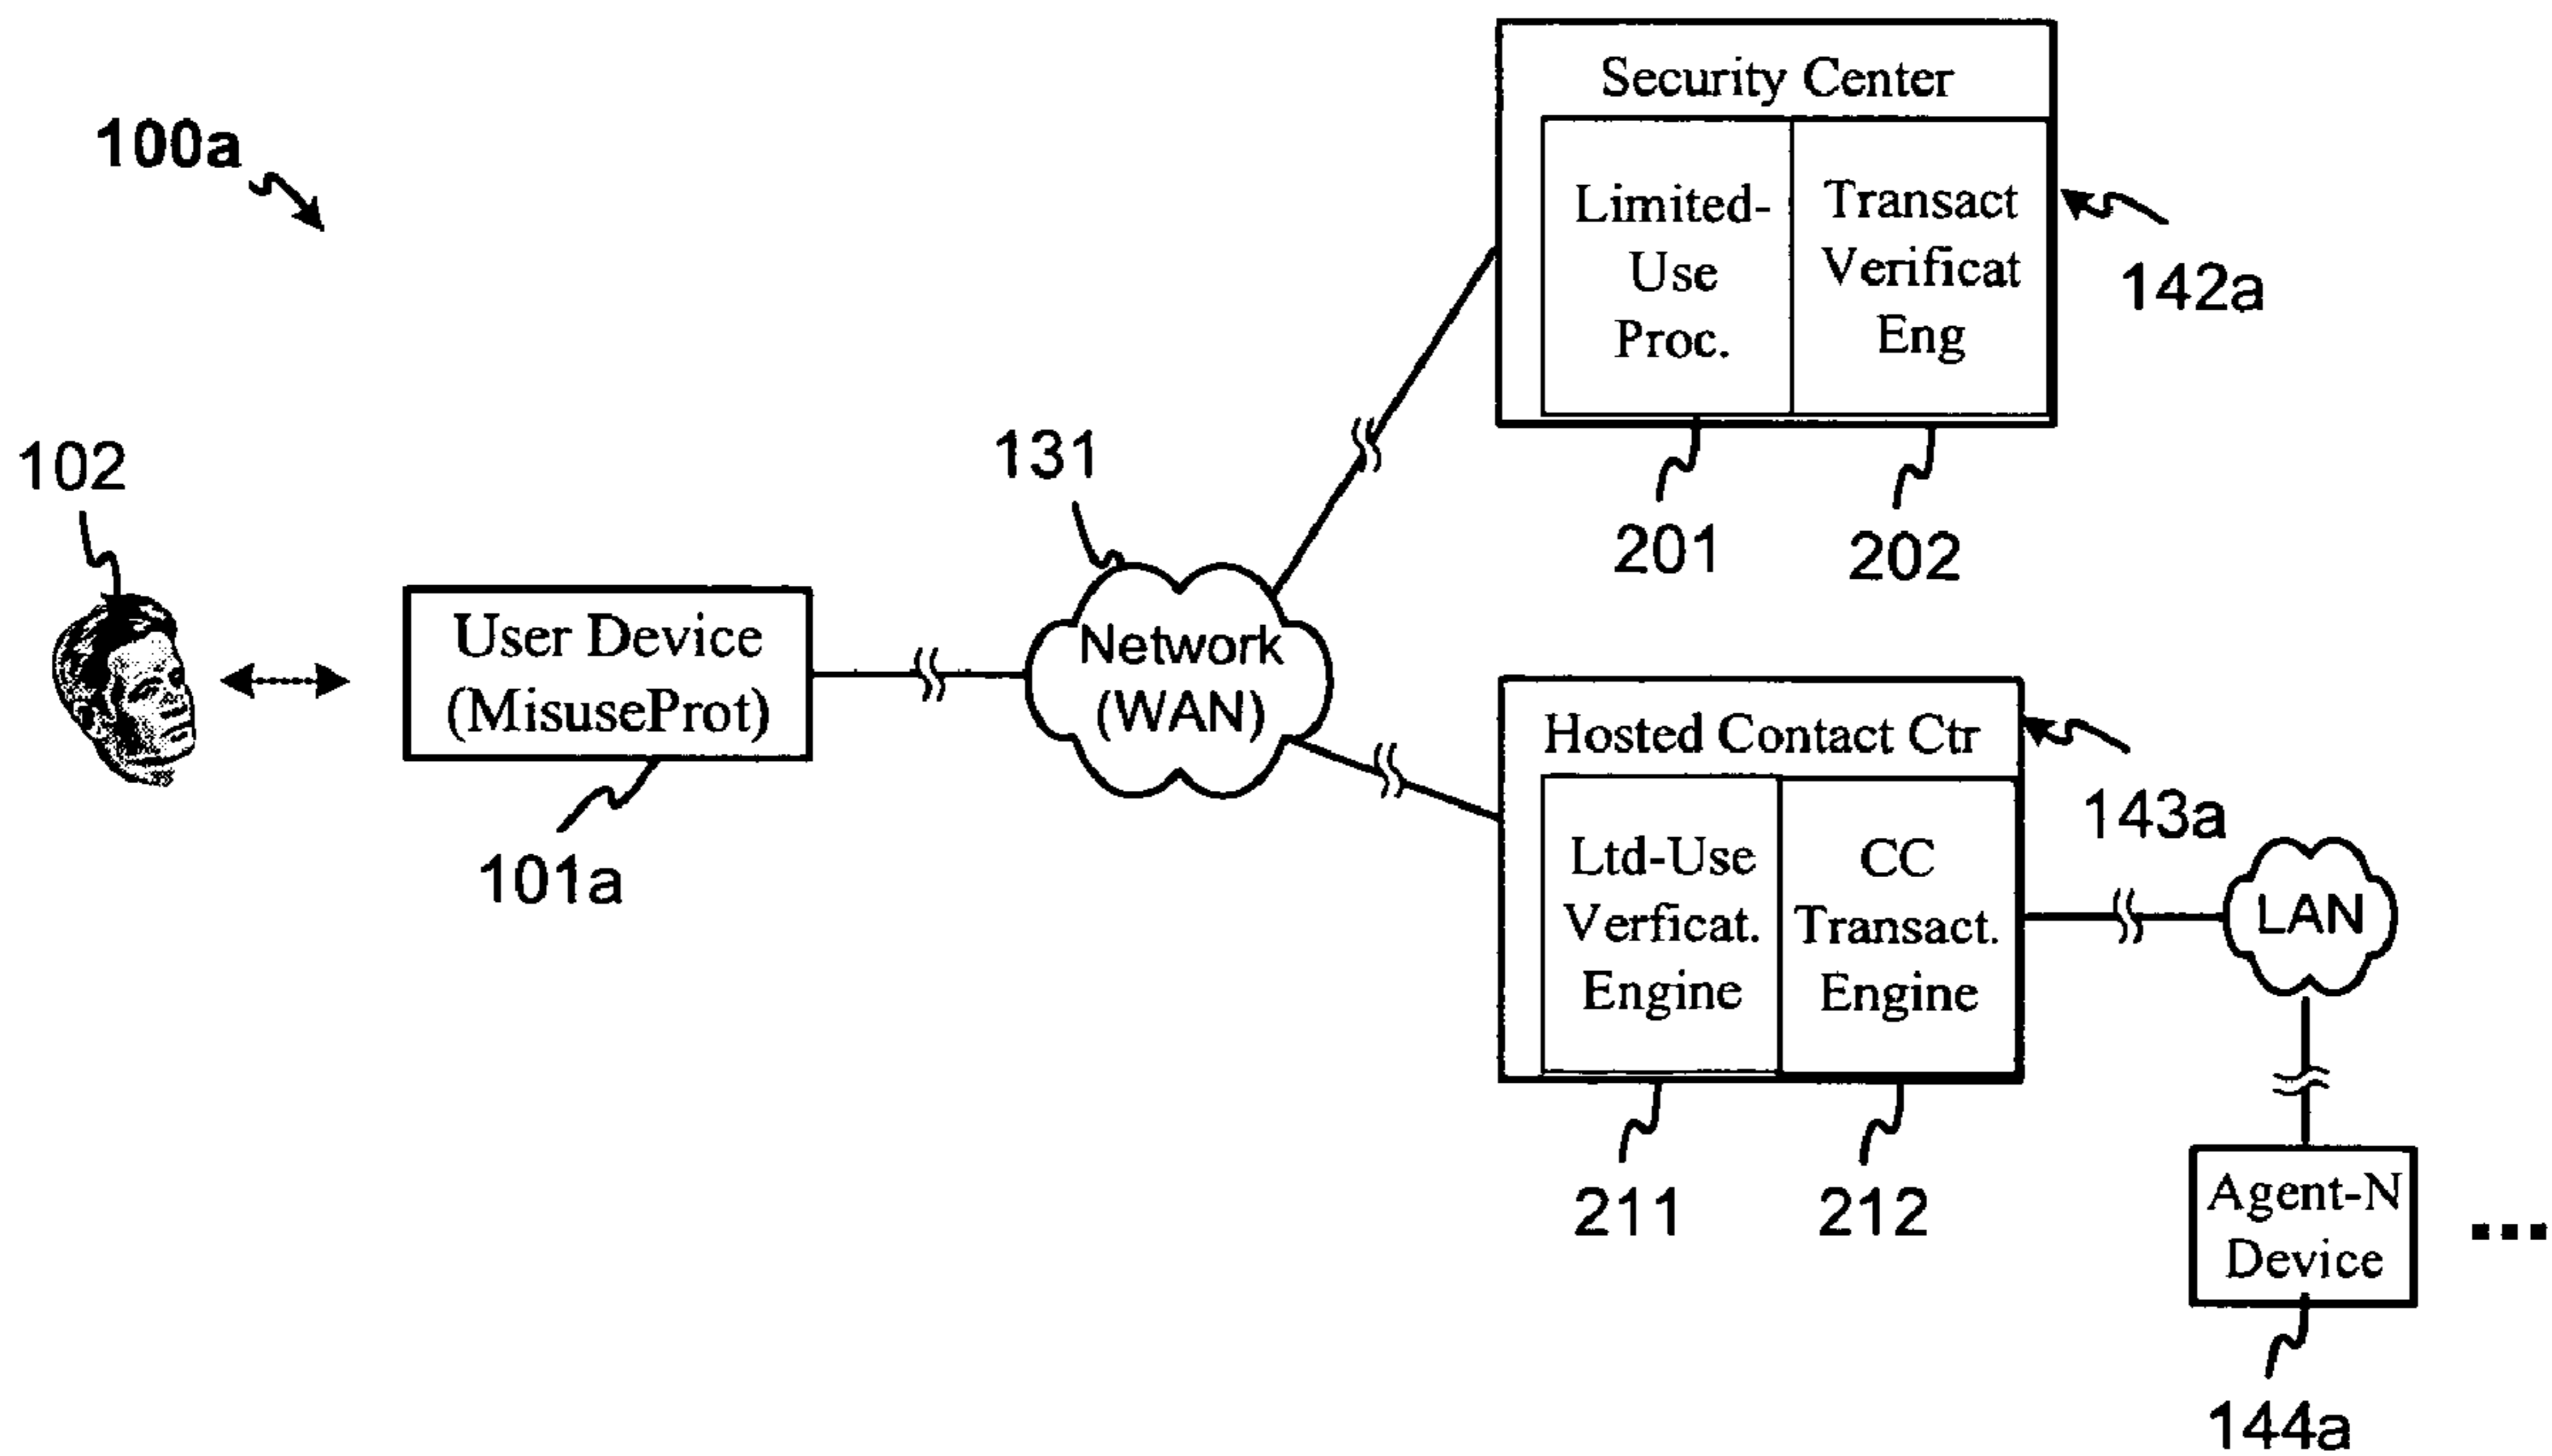 100a
Security Center
Limited-
Use
Proc.
Transact
Verificat
Eng
142a
201
202
102
User Device
(MisuseProt)
101a
131
Network
(WAN)
Hosted Contact Ctr
Ltd-Use
Verficat.
Engine
CC
Transact.
Engine
143a
211
212
LAN
Agent-N
Device
...
144a